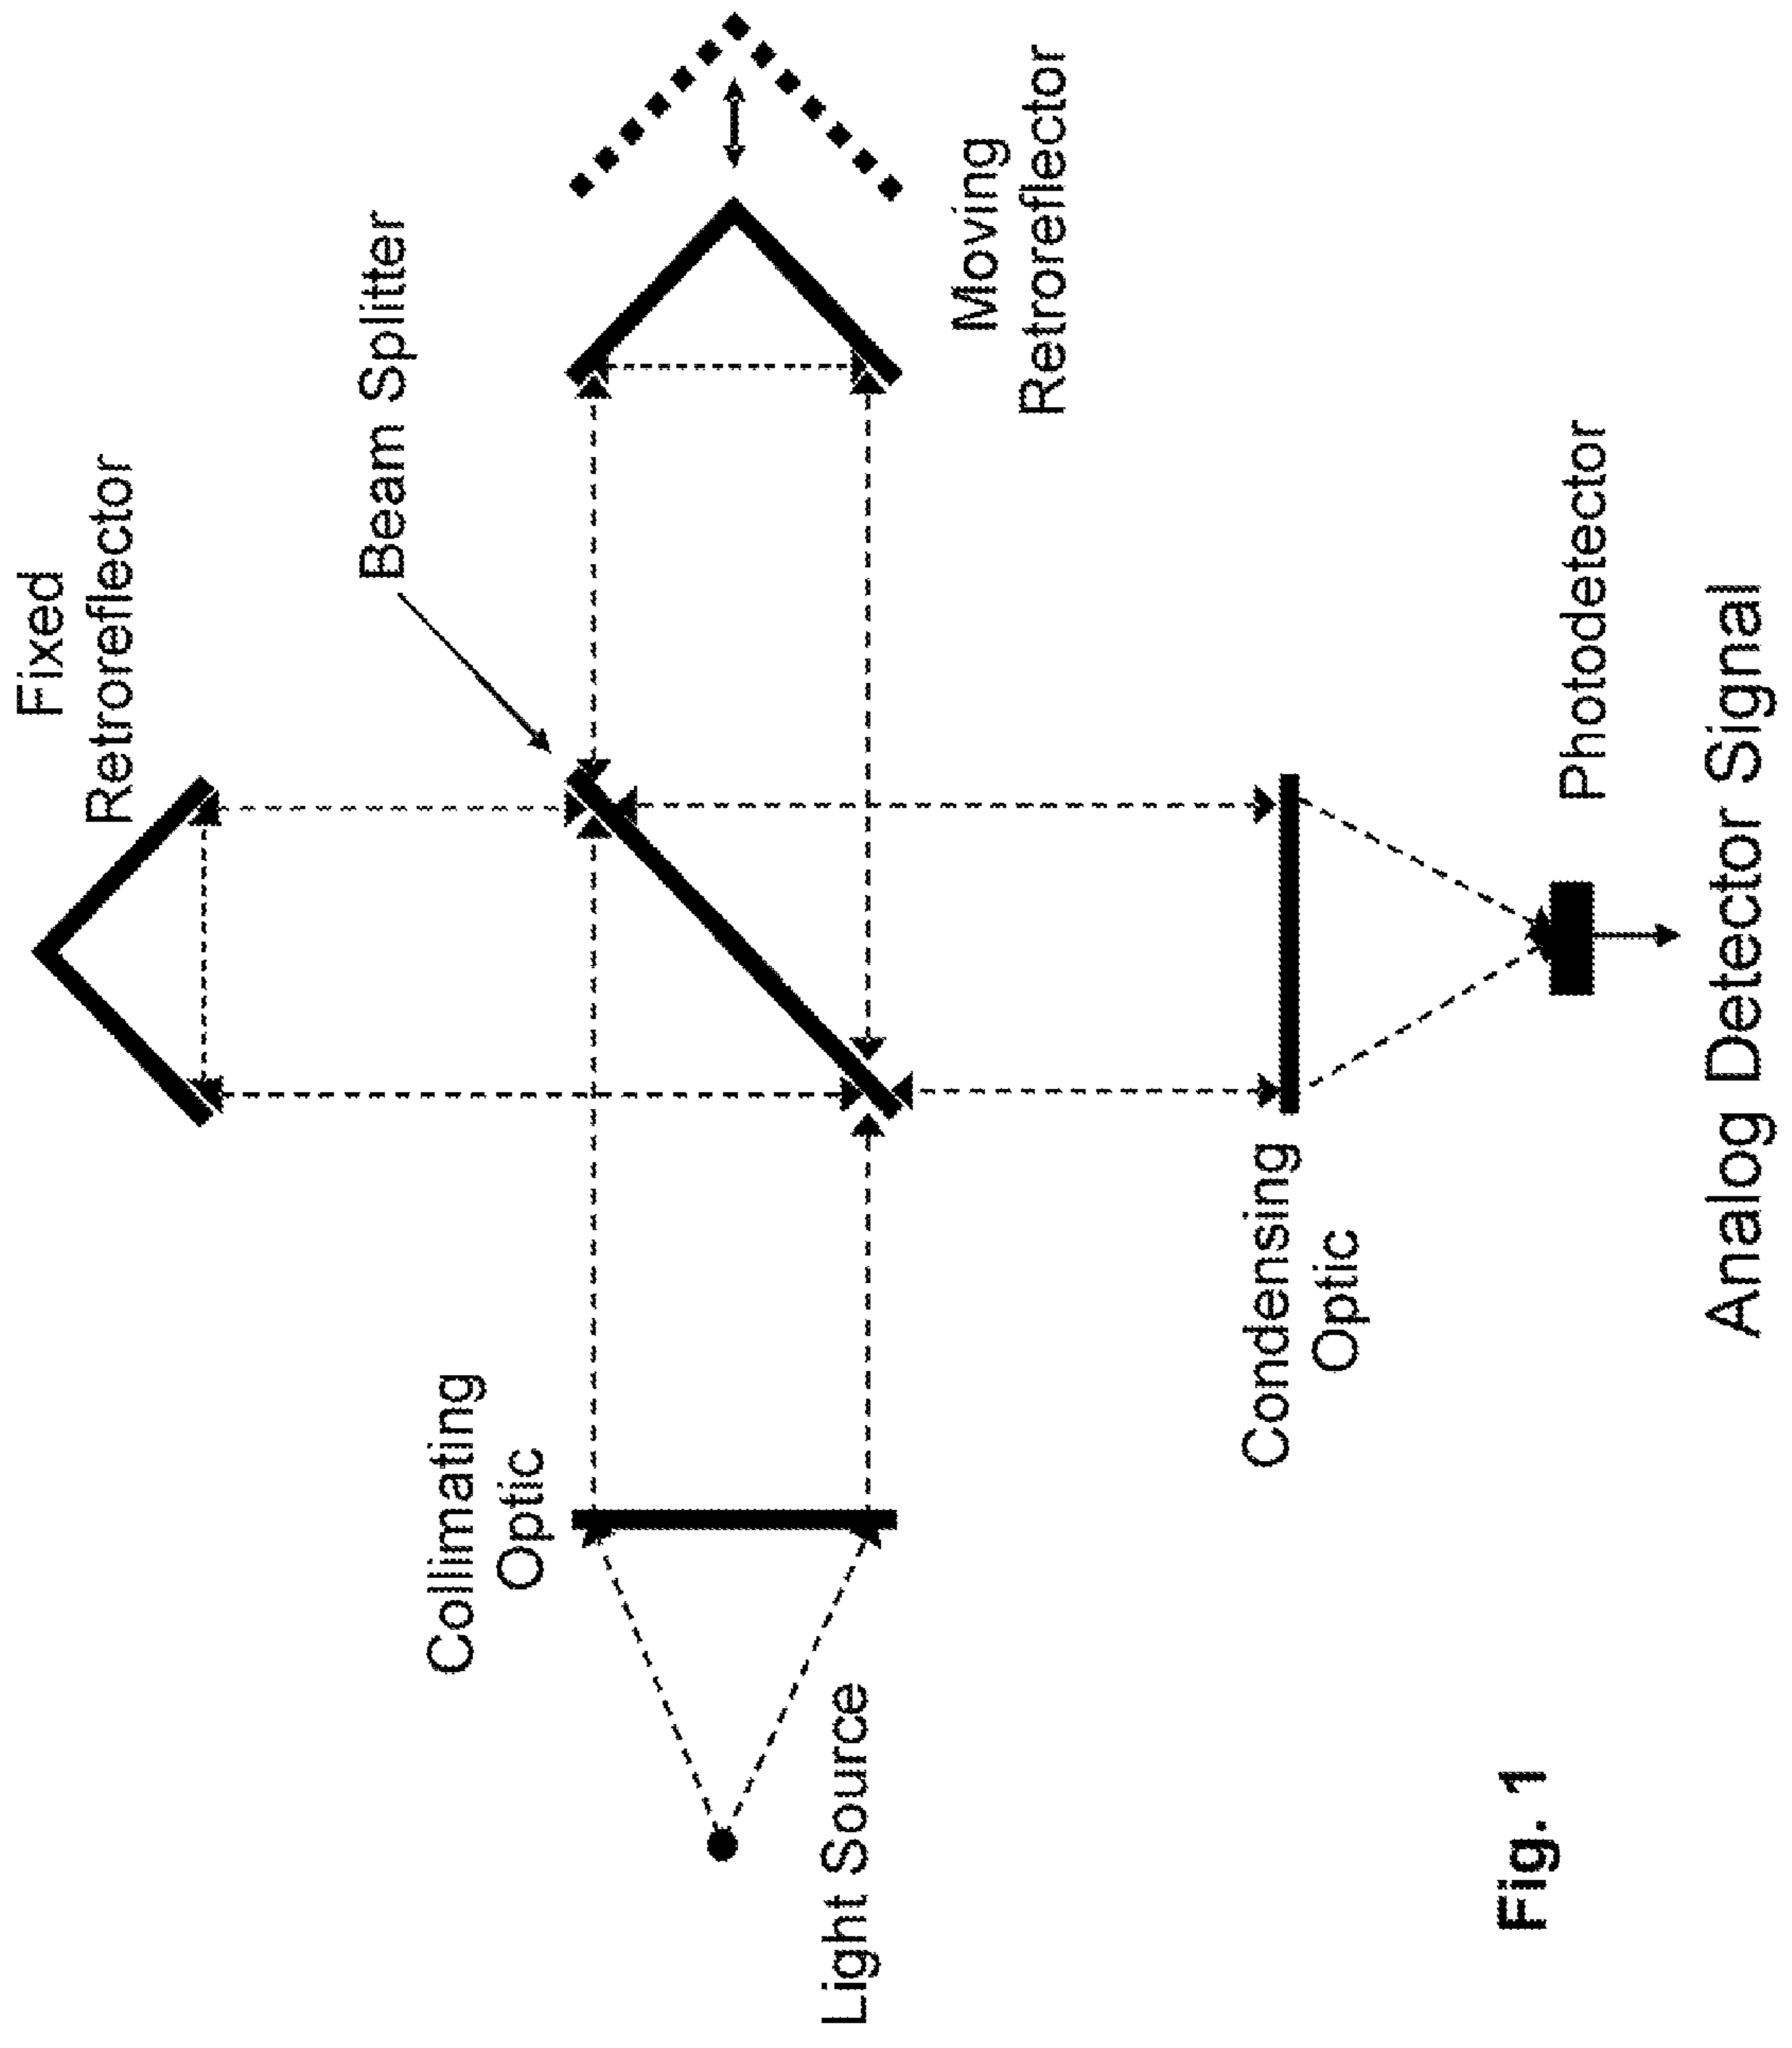 Fixed
Retroreflector
Beam Splitter
Moving
Retroreflector
Collimating
Optic
Light Source
Condensing
Optic
Photodetector
Analog Detector Signal
Fig. 1